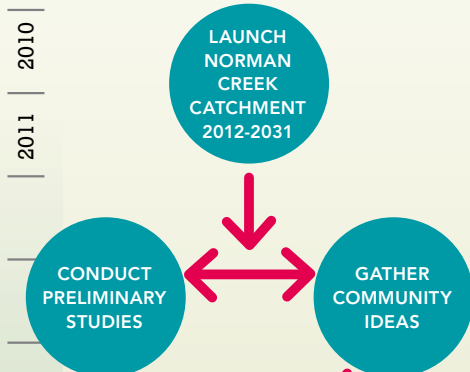 2010
2011
LAUNCH
NORMAN
CREEK
CATCHMENT
2012-2031
CONDUCT
PRELIMINARY
STUDIES
GATHER
COMMUNITY
IDEAS